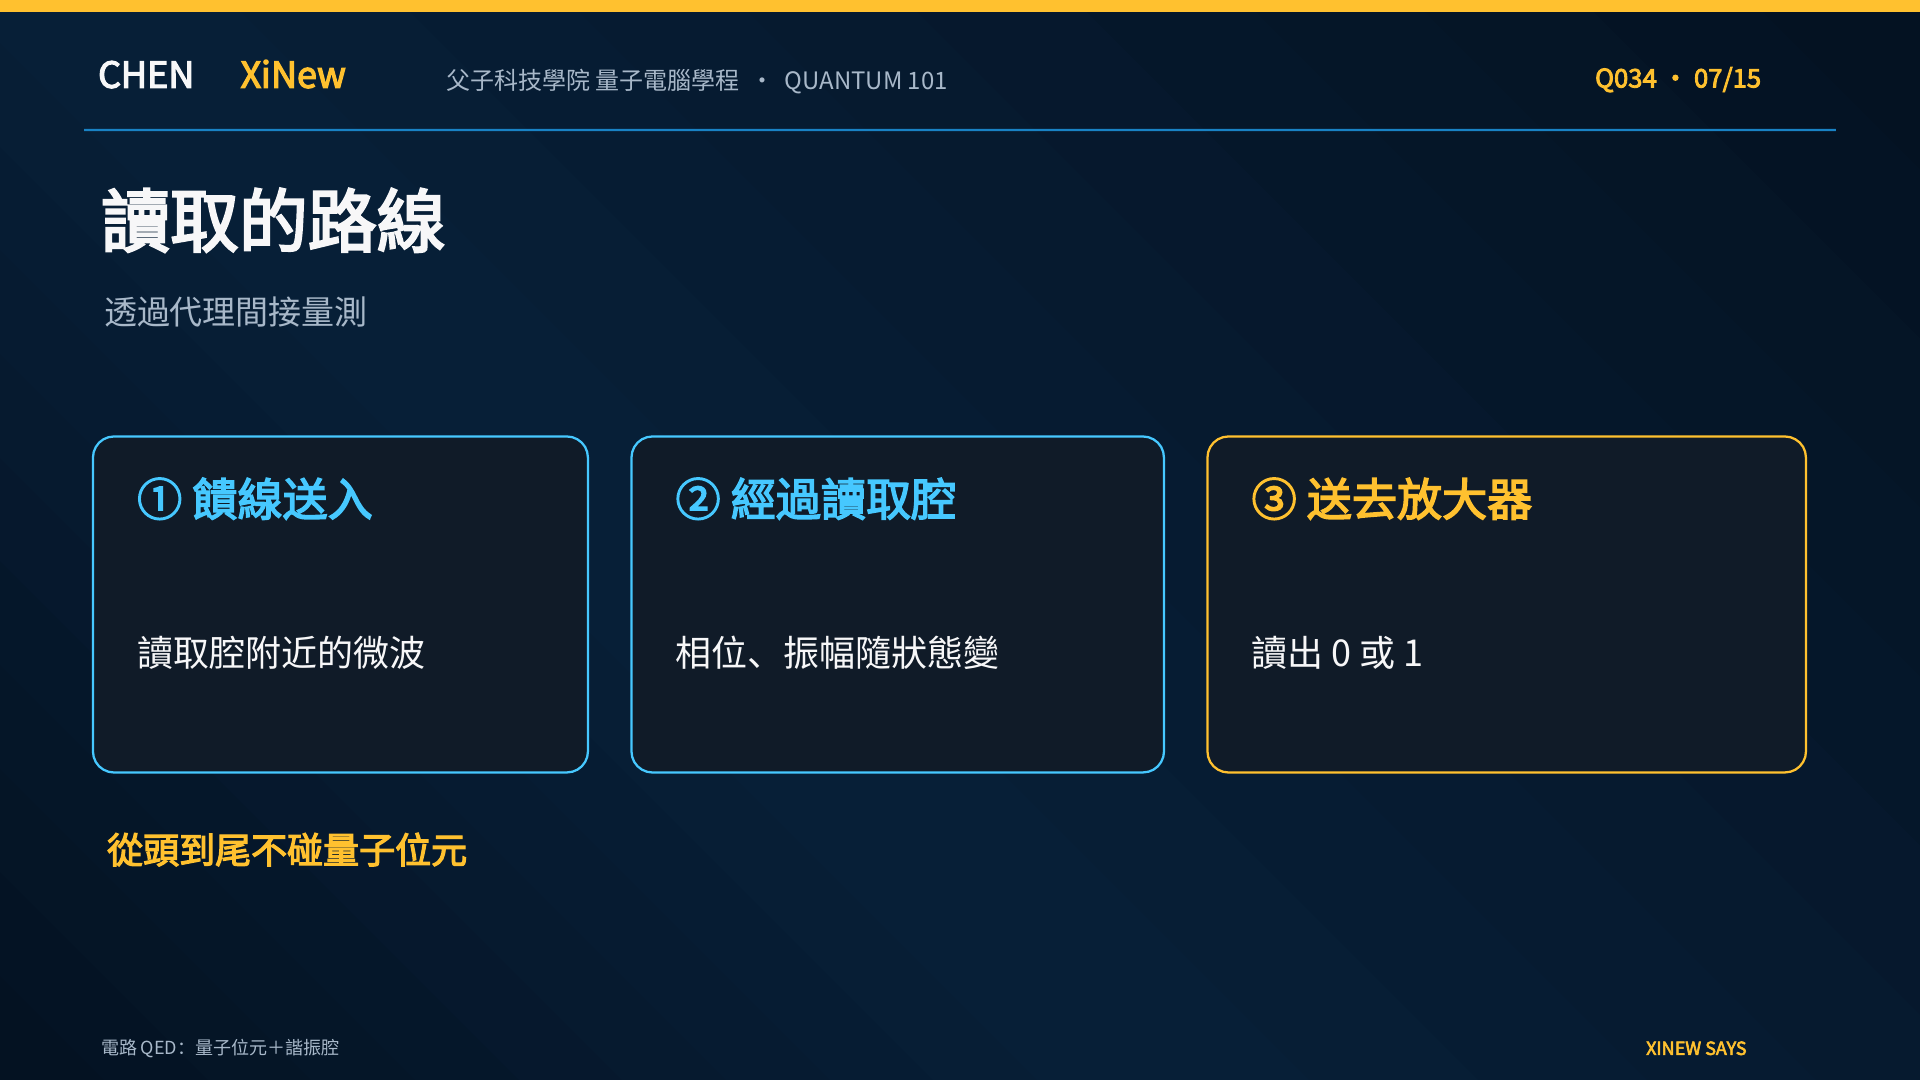 CHEN XiNew 父子科技學院 量子電腦學程 · QUANTUM 101 Q034 · 07/15
讀取的路線
透過代理間接量測
① 饋線送入
讀取腔附近的微波
② 經過讀取腔
相位、振幅隨狀態變
③ 送去放大器
讀出 0 或 1
從頭到尾不碰量子位元
電路 QED：量子位元＋諧振腔
XINEW SAYS